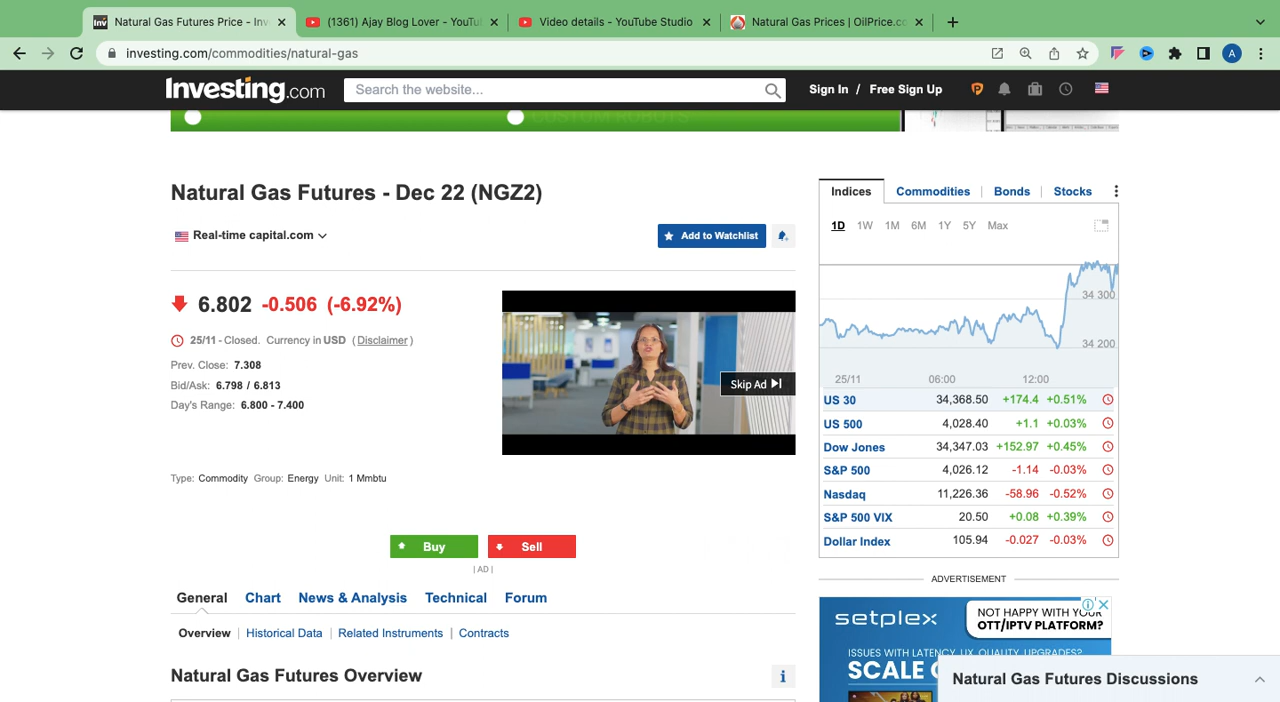 Natural Gas Futures Price - Inv
(1361) Ajay Blog Lover - YouTu
Video details - YouTube Studio
Natural Gas Prices | OilPrice.co
investing.com/commodities/natural-gas
A
Investing.com
Search the website...
Sign In / Free Sign Up
CUSTOM ROBOTS
Natural Gas Futures - Dec 22 (NGZ2)
Real-time capital.com
Add to Watchlist
6.802 -0.506 (-6.92%)
25/11 - Closed. Currency in USD (Disclaimer)
Prev. Close: 7.308
Bid/Ask: 6.798 / 6.813
Day's Range: 6.800 - 7.400
Skip Ad
Type: Commodity Group: Energy Unit: 1 Mmbtu
Buy Sell
| AD |
General Chart News & Analysis Technical Forum
Overview | Historical Data | Related Instruments | Contracts
Natural Gas Futures Overview
Indices Commodities Bonds Stocks
1D 1W 1M 6M 1Y 5Y Max
34 300
34 200
25/11 06:00 12:00
US 30 34,368.50 +174.4 +0.51%
US 500 4,028.40 +1.1 +0.03%
Dow Jones 34,347.03 +152.97 +0.45%
S&P 500 4,026.12 -1.14 -0.03%
Nasdaq 11,226.36 -58.96 -0.52%
S&P 500 VIX 20.50 +0.08 +0.39%
Dollar Index 105.94 -0.027 -0.03%
ADVERTISEMENT
setplex
NOT HAPPY WITH YOUR
OTT/IPTV PLATFORM?
ISSUES WITH LATENCY, UX, QUALITY, UPGRADES?
SCALE
Natural Gas Futures Discussions